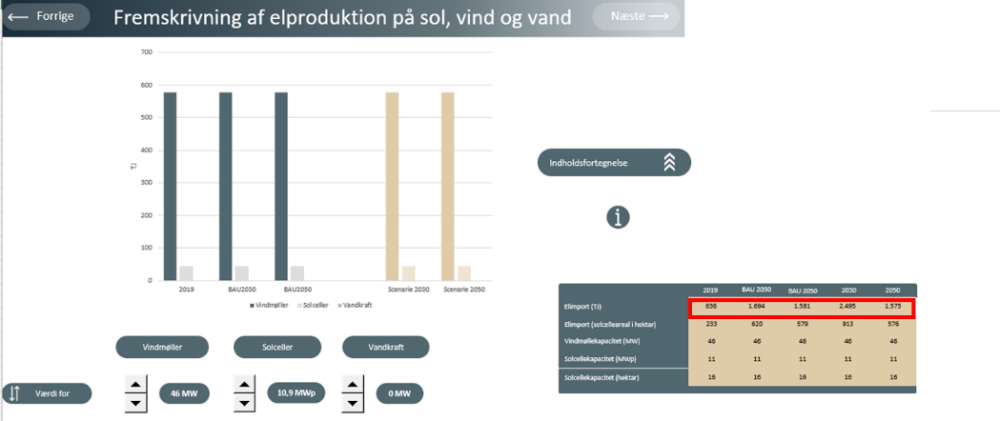 Forrige
Fremskrivning af elproduktion på sol, vind og vand
Næste
700
600
500
400
300
200
100
0
TJ
2019 BAU2030 BAU2050 Scenarie 2030 Scenarie 2050
Vindmøller Solceller Vandkraft
Indholdsfortegnelse
i
2019 BAU 2030 BAU 2050 2030 2050
Elimport (TJ) 636 1.694 1.581 2.495 1.575
Elimport (solcelleareal i hektar) 233 620 579 913 576
Vindmøllekapacitet (MW) 46 46 46 46 46
Solcellekapacitet (MWp) 11 11 11 11 11
Solcellekapacitet (hektar) 16 16 16 16 16
Vindmøller Solceller Vandkraft
Værdi for 46 MW 10,9 MWp 0 MW